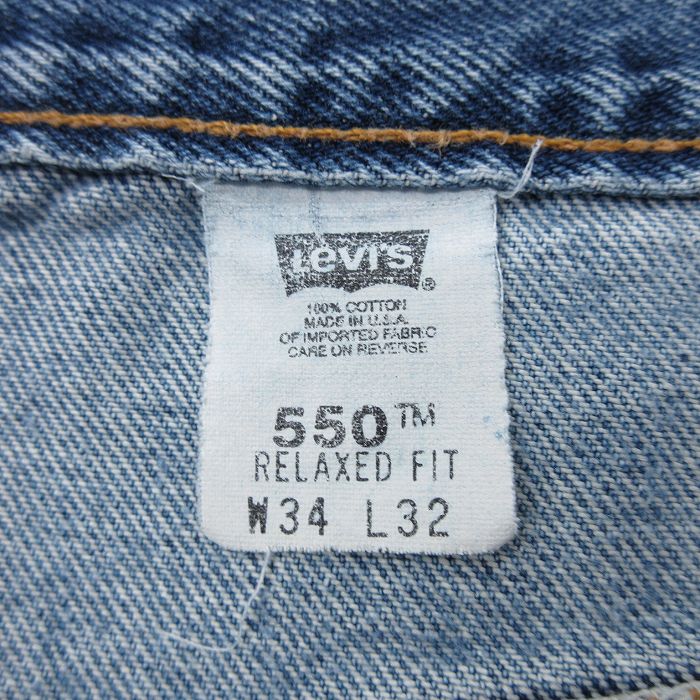 Levi's ®
100% COTTON
MADE IN U.S.A.
OF IMPORTED FABRIC
CARE ON REVERSE
550™
RELAXED FIT
W34 L32